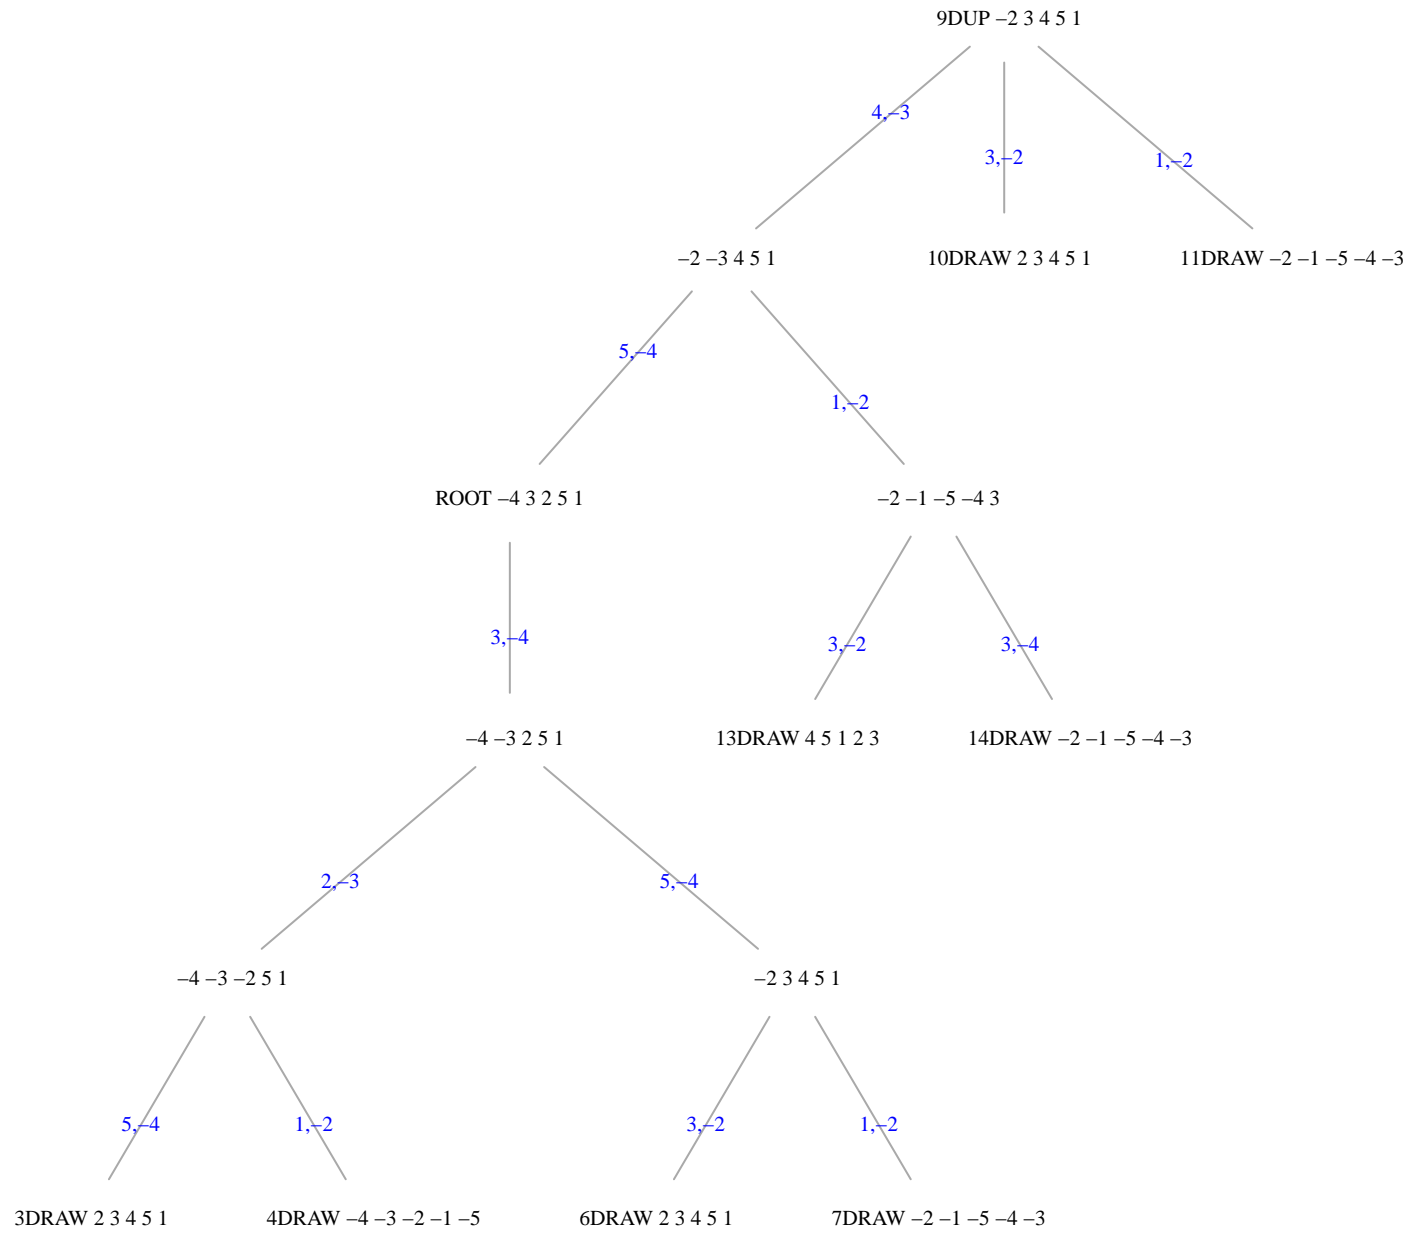 9DUP –2 3 4 5 1
4,–3
3,–2
1,–2
–2 –3 4 5 1
10DRAW 2 3 4 5 1
11DRAW –2 –1 –5 –4 –3
5,–4
1,–2
ROOT –4 3 2 5 1
–2 –1 –5 –4 3
3,–4
3,–2
3,–4
–4 –3 2 5 1
13DRAW 4 5 1 2 3
14DRAW –2 –1 –5 –4 –3
2,–3
5,–4
–4 –3 –2 5 1
–2 3 4 5 1
5,–4
1,–2
3,–2
1,–2
3DRAW 2 3 4 5 1
4DRAW –4 –3 –2 –1 –5
6DRAW 2 3 4 5 1
7DRAW –2 –1 –5 –4 –3